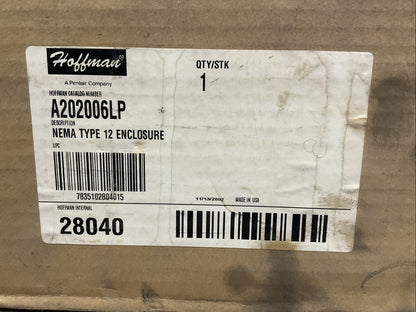 Hoffman®
A Pentair Company
QTY/STK
1
HOFFMAN CATALOG NUMBER
A202006LP
DESCRIPTION
NEMA TYPE 12 ENCLOSURE
UPC
7835102804015
11/13/2002 MADE IN USA
HOFFMAN INTERNAL
28040